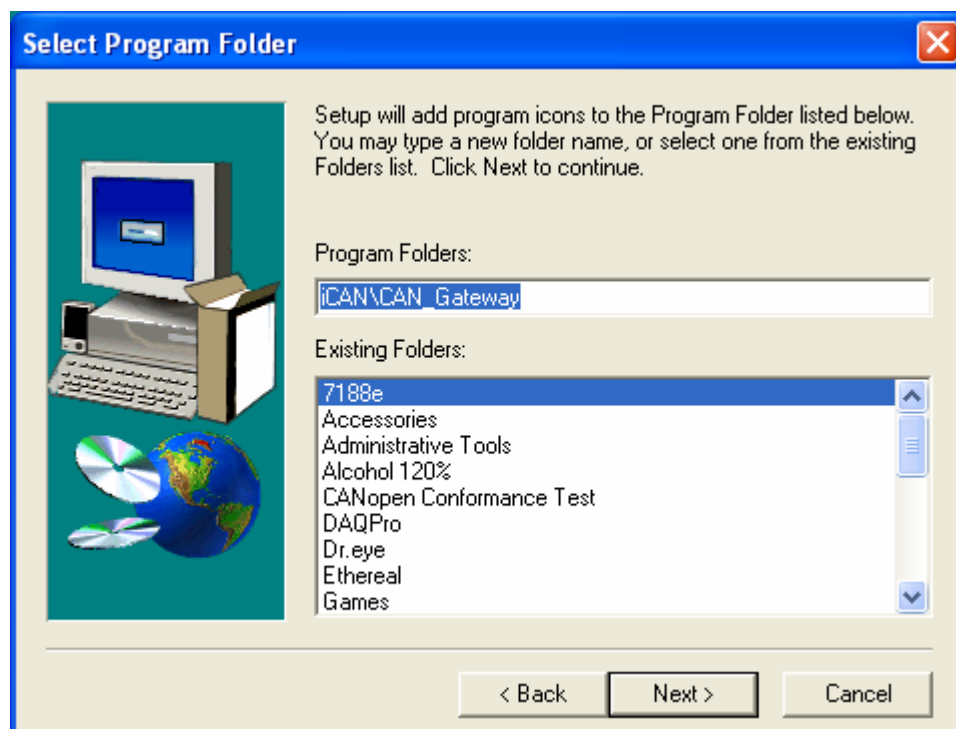 Select Program Folder
Setup will add program icons to the Program Folder listed below.
You may type a new folder name, or select one from the existing
Folders list.  Click Next to continue.
Program Folders:
iCAN\CAN_Gateway
Existing Folders:
7188e
Accessories
Administrative Tools
Alcohol 120%
CANopen Conformance Test
DAQPro
Dr.eye
Ethereal
Games
< Back
Next >
Cancel